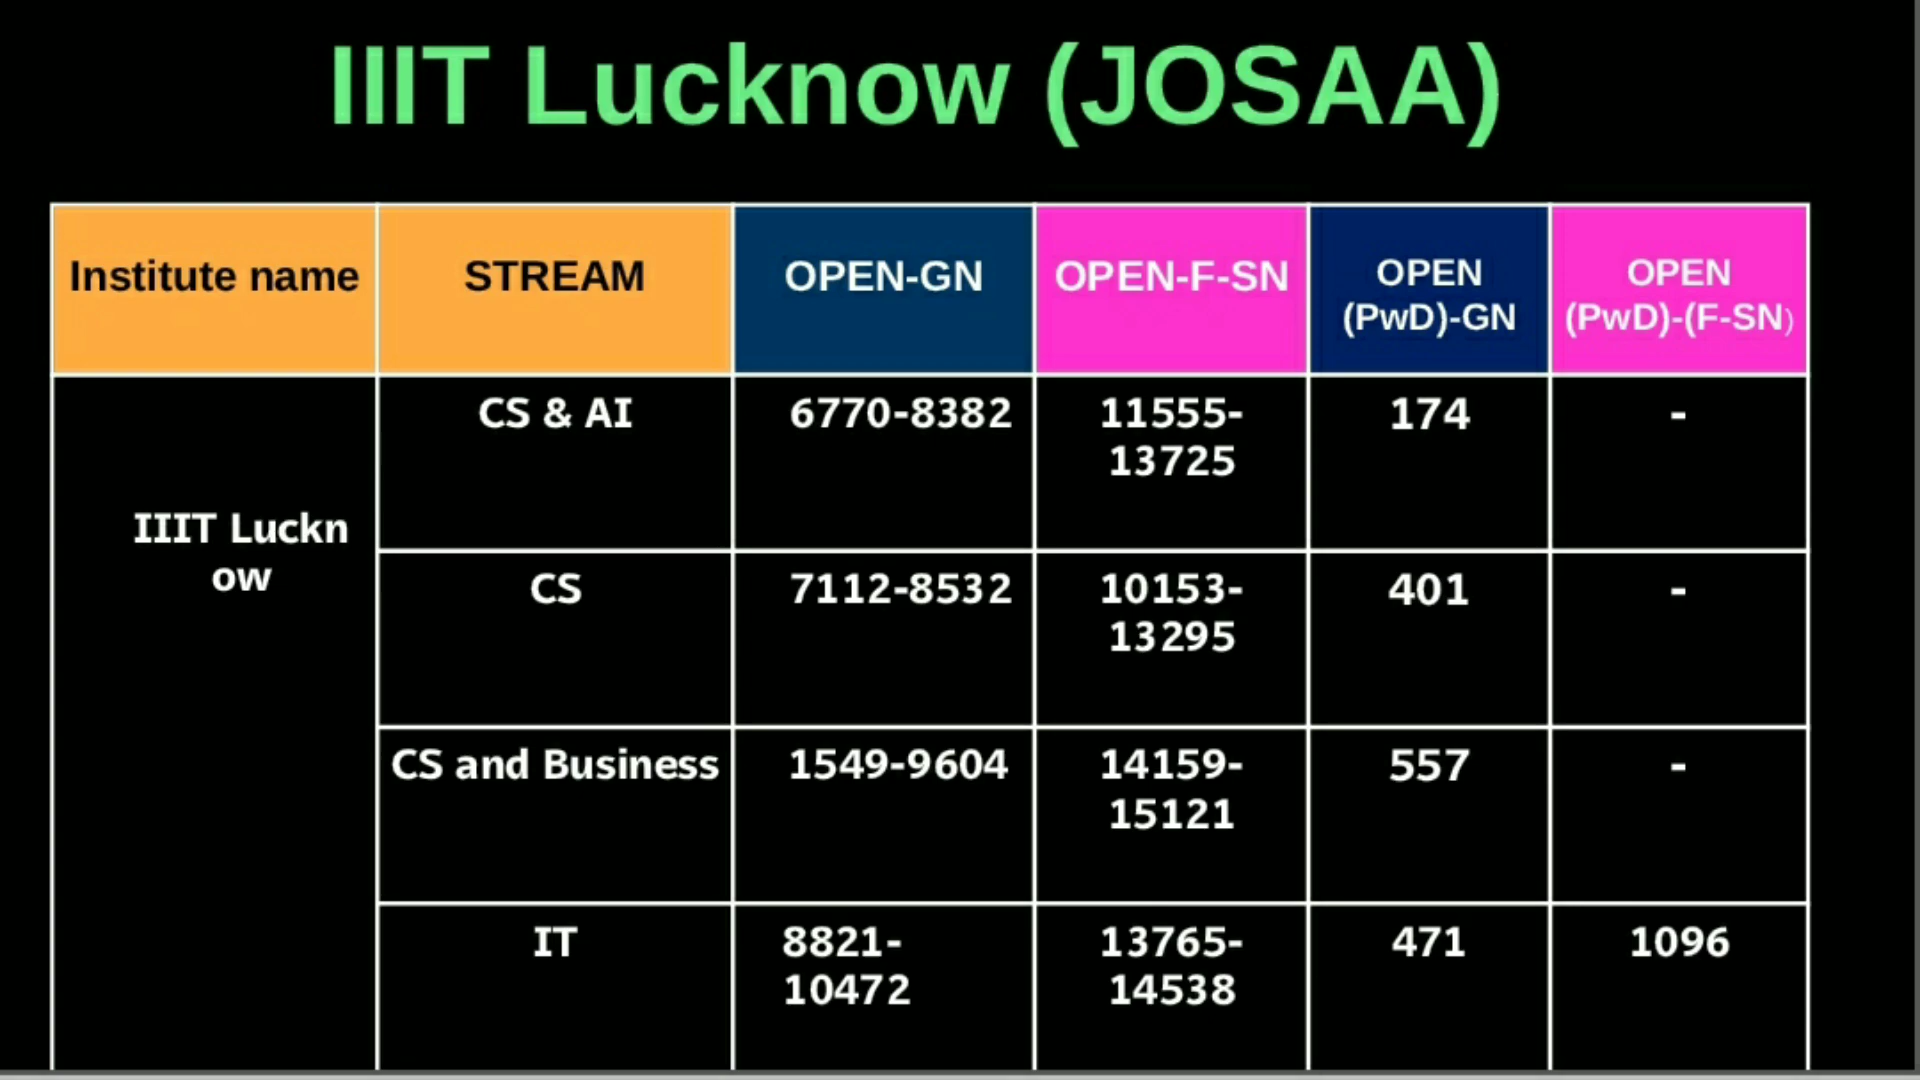 IIIT Lucknow (JOSAA)
Institute name
STREAM
OPEN-GN
OPEN-F-SN
OPEN
(PwD)-GN
OPEN
(PwD)-(F-SN)
IIIT Luckn
ow
CS & AI
6770-8382
11555-
13725
174
-
CS
7112-8532
10153-
13295
401
-
CS and Business
1549-9604
14159-
15121
557
-
IT
8821-
10472
13765-
14538
471
1096